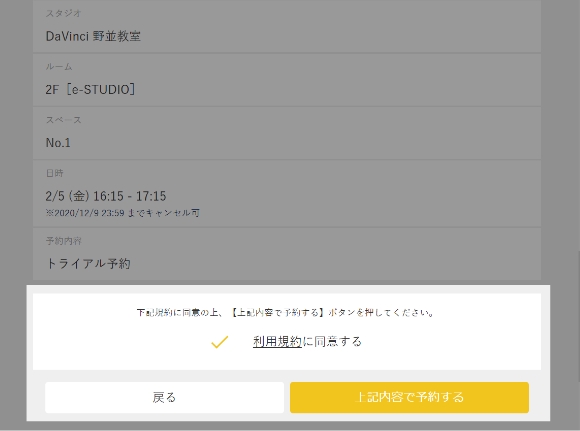 スタジオ
DaVinci 野並教室
ルーム
2F［e-STUDIO］
スペース
No.1
日時
2/5 (金) 16:15 - 17:15
※2020/12/9 23:59 までキャンセル可
予約内容
トライアル予約
下記規約に同意の上、【上記内容で予約する】ボタンを押してください。
利用規約に同意する
戻る
上記内容で予約する